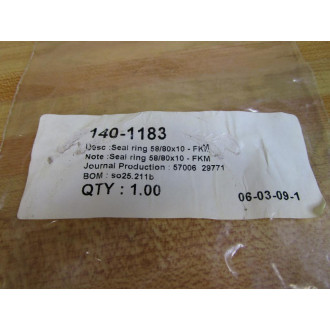 140-1183
Desc :Seal ring 58/80x10 - FKM
Note :Seal ring 58/80x10 - FKM
Journal Production : 57006 29771
BOM : so25.211b
QTY : 1.00
06-03-09-1